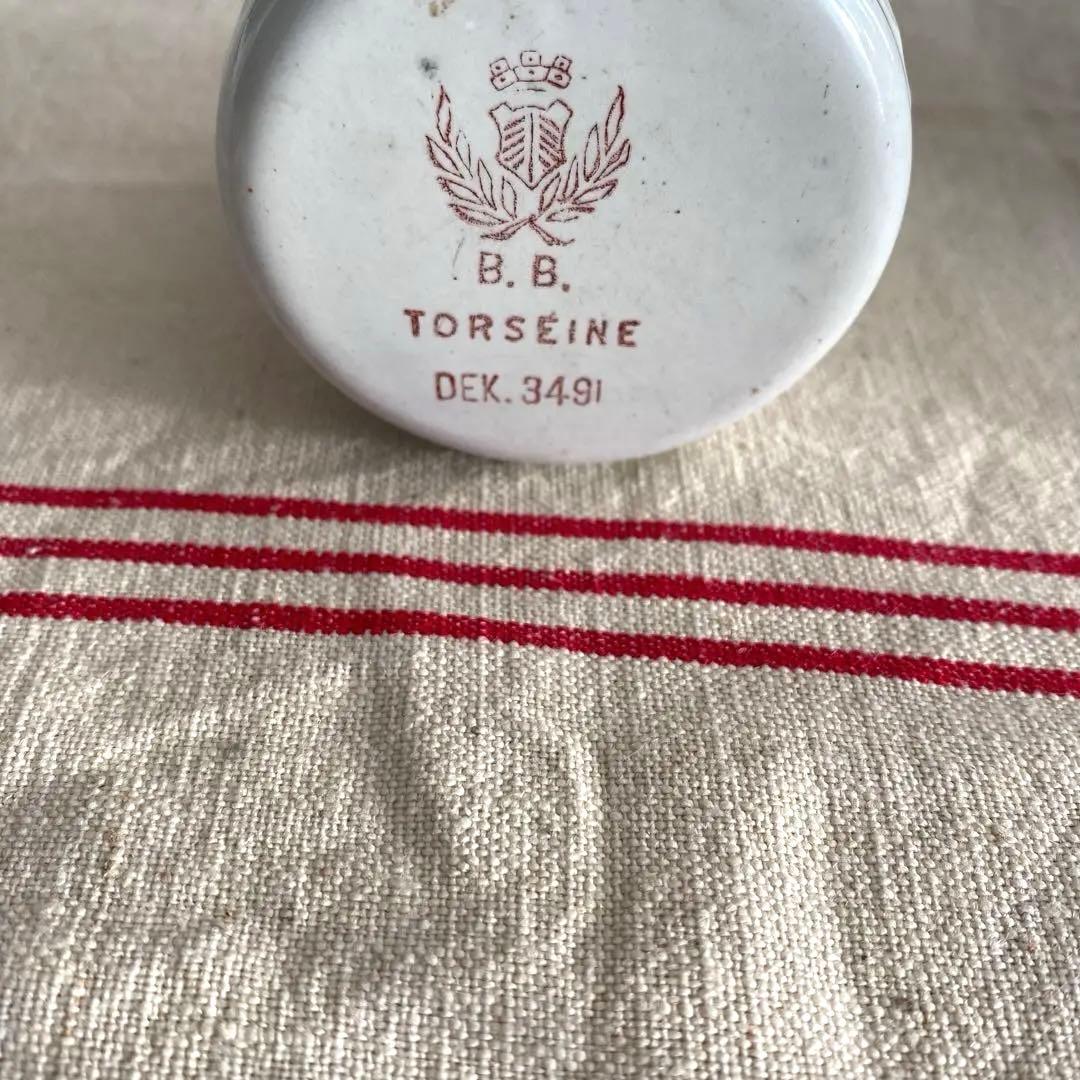 B. B.
TORSÉINE
DEK. 3491